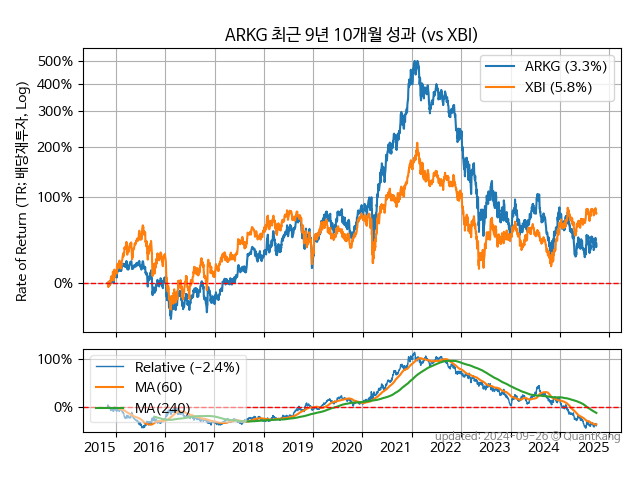 ARKG 최근 9년 10개월 성과 (vs XBI)
Rate of Return (TR: 배당재투자, Log)
500%
400%
300%
200%
100%
0%
ARKG (3.3%)
XBI (5.8%)
100%
0%
Relative (−2.4%)
MA(60)
MA(240)
2015 2016 2017 2018 2019 2020 2021 2022 2023 2024 2025
updated: 2024-09-26 © QuantKang